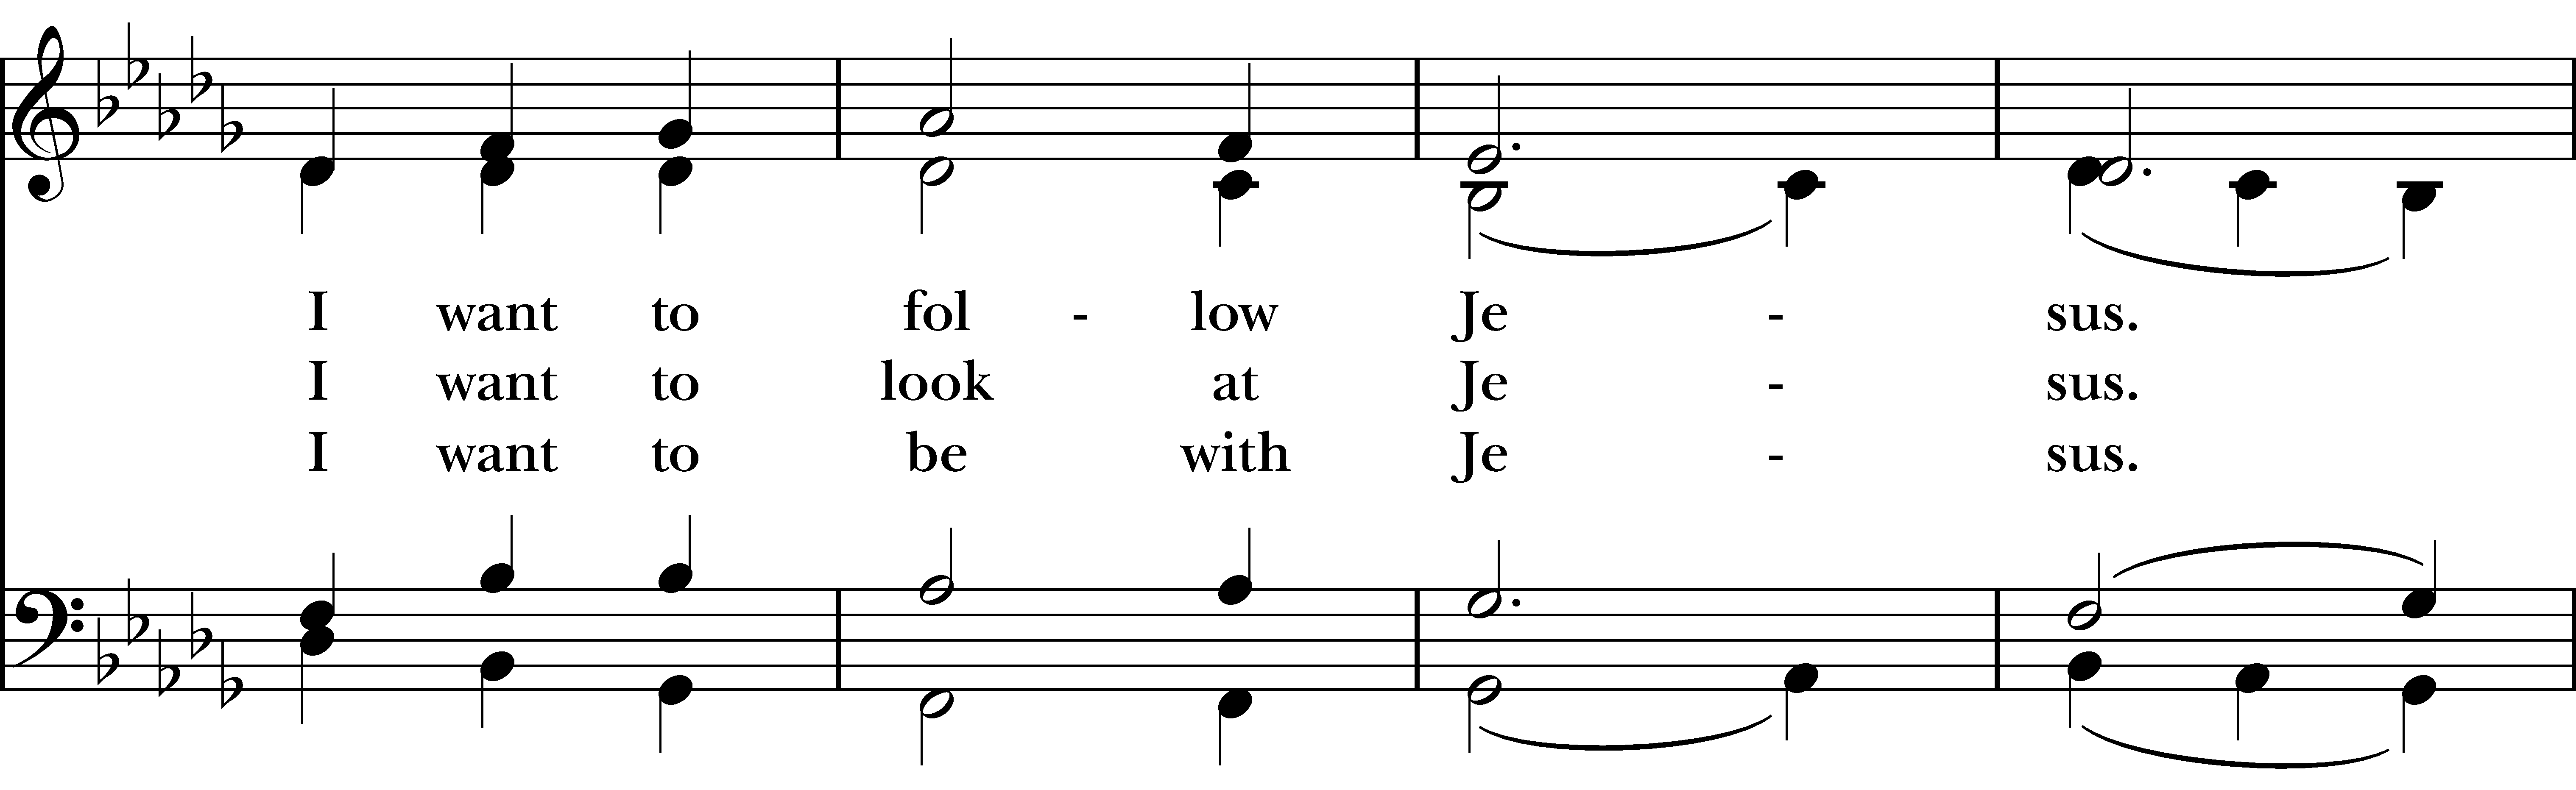 I want to fol - low Je - sus.
I want to look at Je - sus.
I want to be with Je - sus.